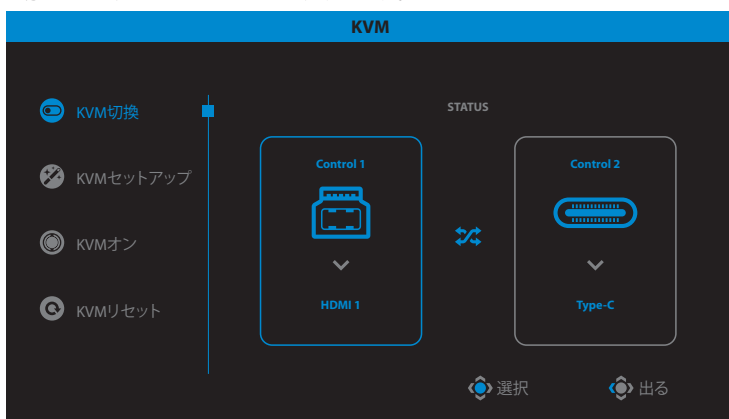 KVM
KVM切換
KVMセットアップ
KVMオン
KVMリセット
STATUS
Control 1
HDMI 1
Control 2
Type-C
選択
出る